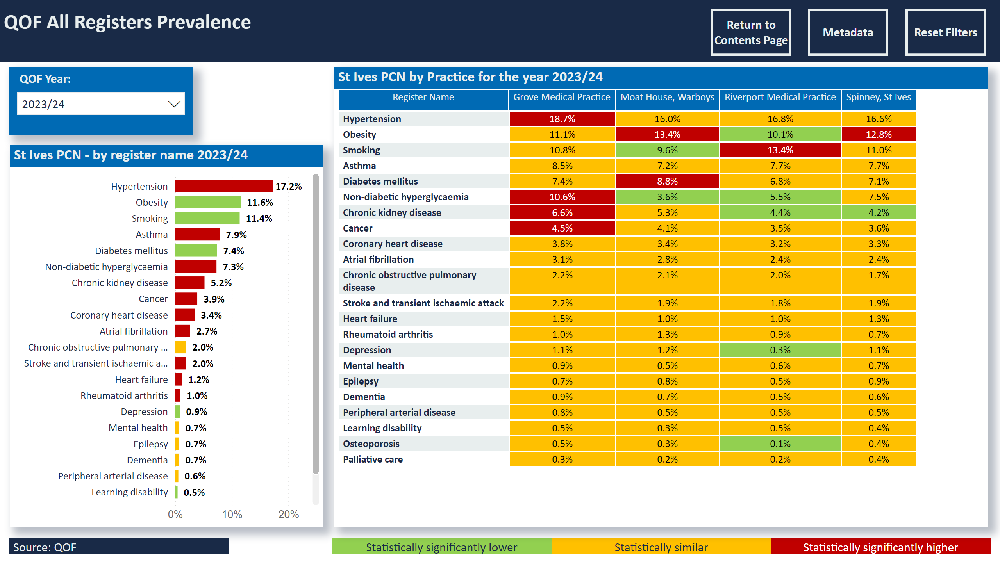 QOF All Registers Prevalence
Return to
Contents Page
Metadata
Reset Filters
QOF Year:
2023/24
St Ives PCN - by register name 2023/24
Hypertension 17.2%
Obesity 11.6%
Smoking 11.4%
Asthma 7.9%
Diabetes mellitus 7.4%
Non-diabetic hyperglycaemia 7.3%
Chronic kidney disease 5.2%
Cancer 3.9%
Coronary heart disease 3.4%
Atrial fibrillation 2.7%
Chronic obstructive pulmonary ... 2.0%
Stroke and transient ischaemic a... 2.0%
Heart failure 1.2%
Rheumatoid arthritis 1.0%
Depression 0.9%
Mental health 0.7%
Epilepsy 0.7%
Dementia 0.7%
Peripheral arterial disease 0.6%
Learning disability 0.5%
0% 10% 20%
St Ives PCN by Practice for the year 2023/24
Register Name Grove Medical Practice Moat House, Warboys Riverport Medical Practice Spinney, St Ives
Hypertension 18.7% 16.0% 16.8% 16.6%
Obesity 11.1% 13.4% 10.1% 12.8%
Smoking 10.8% 9.6% 13.4% 11.0%
Asthma 8.5% 7.2% 7.7% 7.7%
Diabetes mellitus 7.4% 8.8% 6.8% 7.1%
Non-diabetic hyperglycaemia 10.6% 3.6% 5.5% 7.5%
Chronic kidney disease 6.6% 5.3% 4.4% 4.2%
Cancer 4.5% 4.1% 3.5% 3.6%
Coronary heart disease 3.8% 3.4% 3.2% 3.3%
Atrial fibrillation 3.1% 2.8% 2.4% 2.4%
Chronic obstructive pulmonary 2.2% 2.1% 2.0% 1.7%
disease
Stroke and transient ischaemic attack 2.2% 1.9% 1.8% 1.9%
Heart failure 1.5% 1.0% 1.0% 1.3%
Rheumatoid arthritis 1.0% 1.3% 0.9% 0.7%
Depression 1.1% 1.2% 0.3% 1.1%
Mental health 0.9% 0.5% 0.6% 0.7%
Epilepsy 0.7% 0.8% 0.5% 0.9%
Dementia 0.9% 0.7% 0.5% 0.6%
Peripheral arterial disease 0.8% 0.5% 0.5% 0.5%
Learning disability 0.5% 0.3% 0.5% 0.4%
Osteoporosis 0.5% 0.3% 0.1% 0.4%
Palliative care 0.3% 0.2% 0.2% 0.4%
Source: QOF
Statistically significantly lower Statistically similar Statistically significantly higher